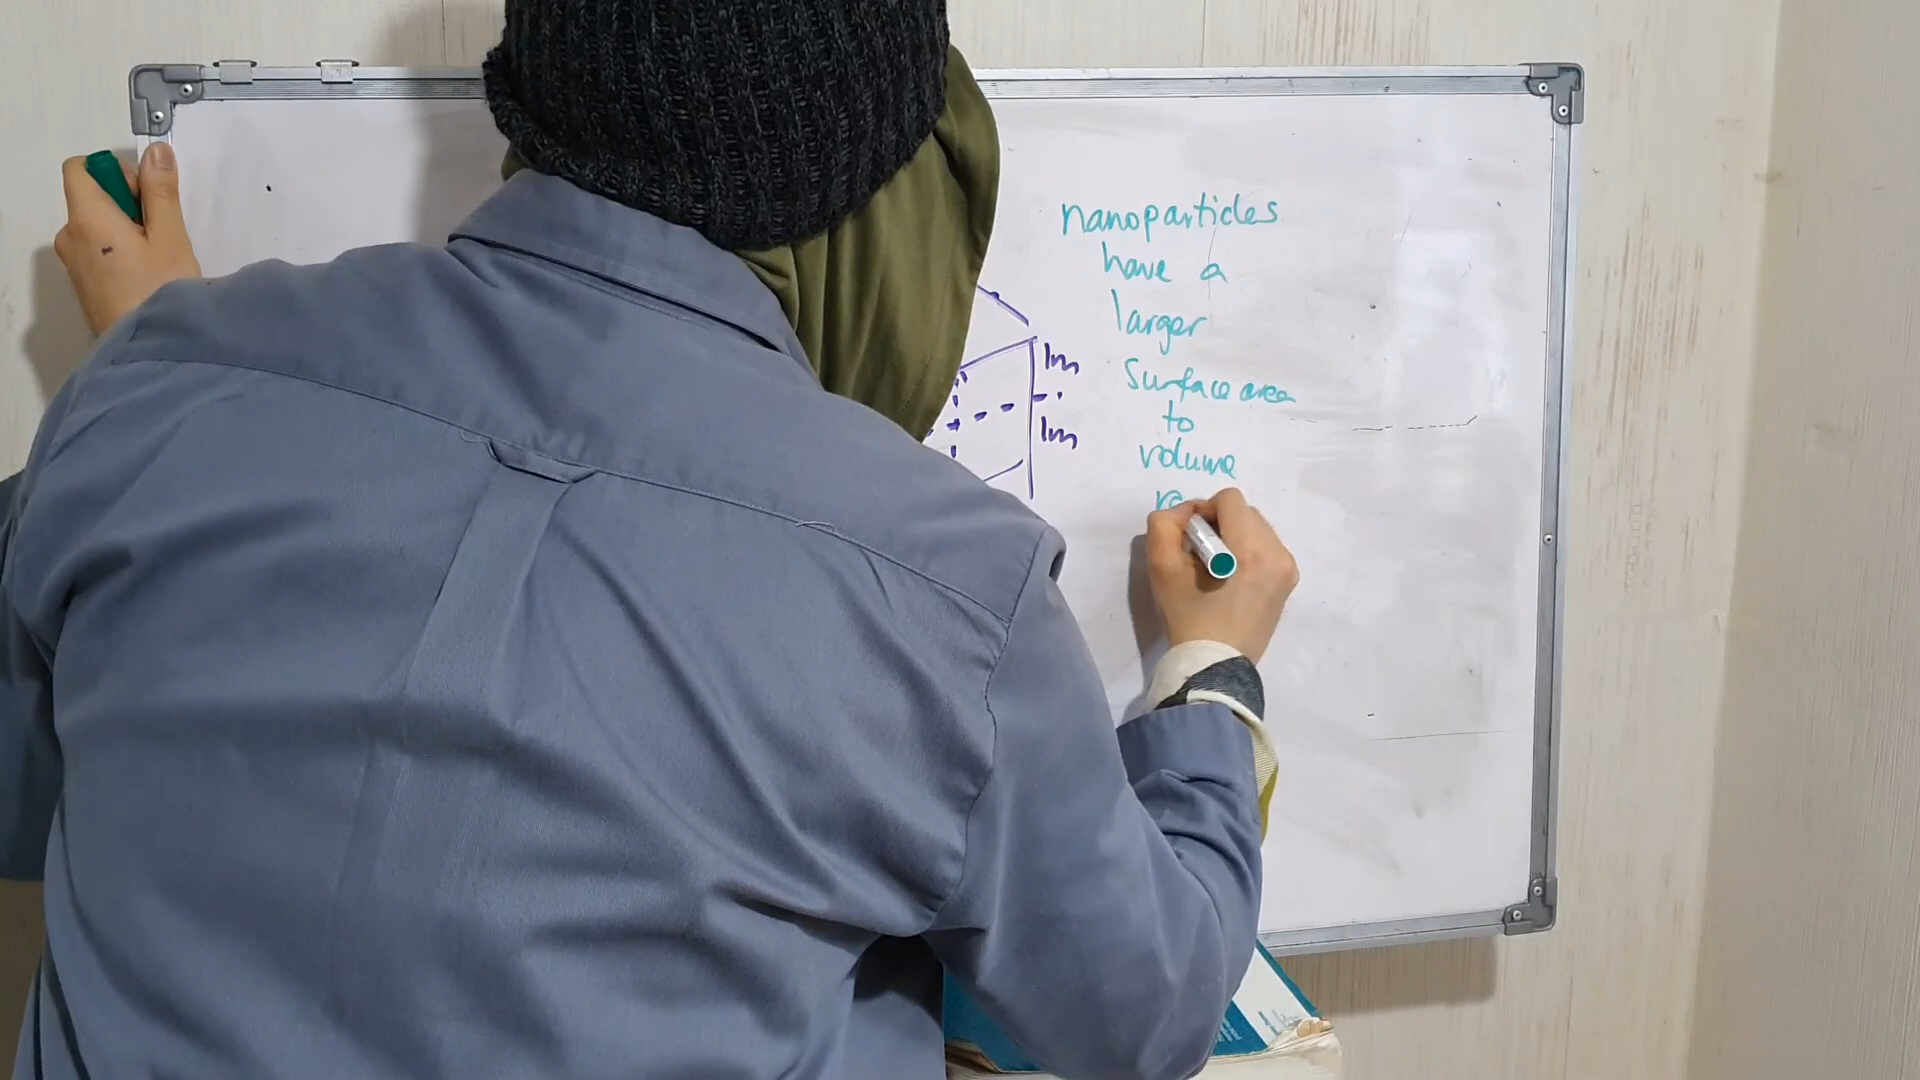 nanoparticles
have a
larger
1m
Surface area
to
1m
volume